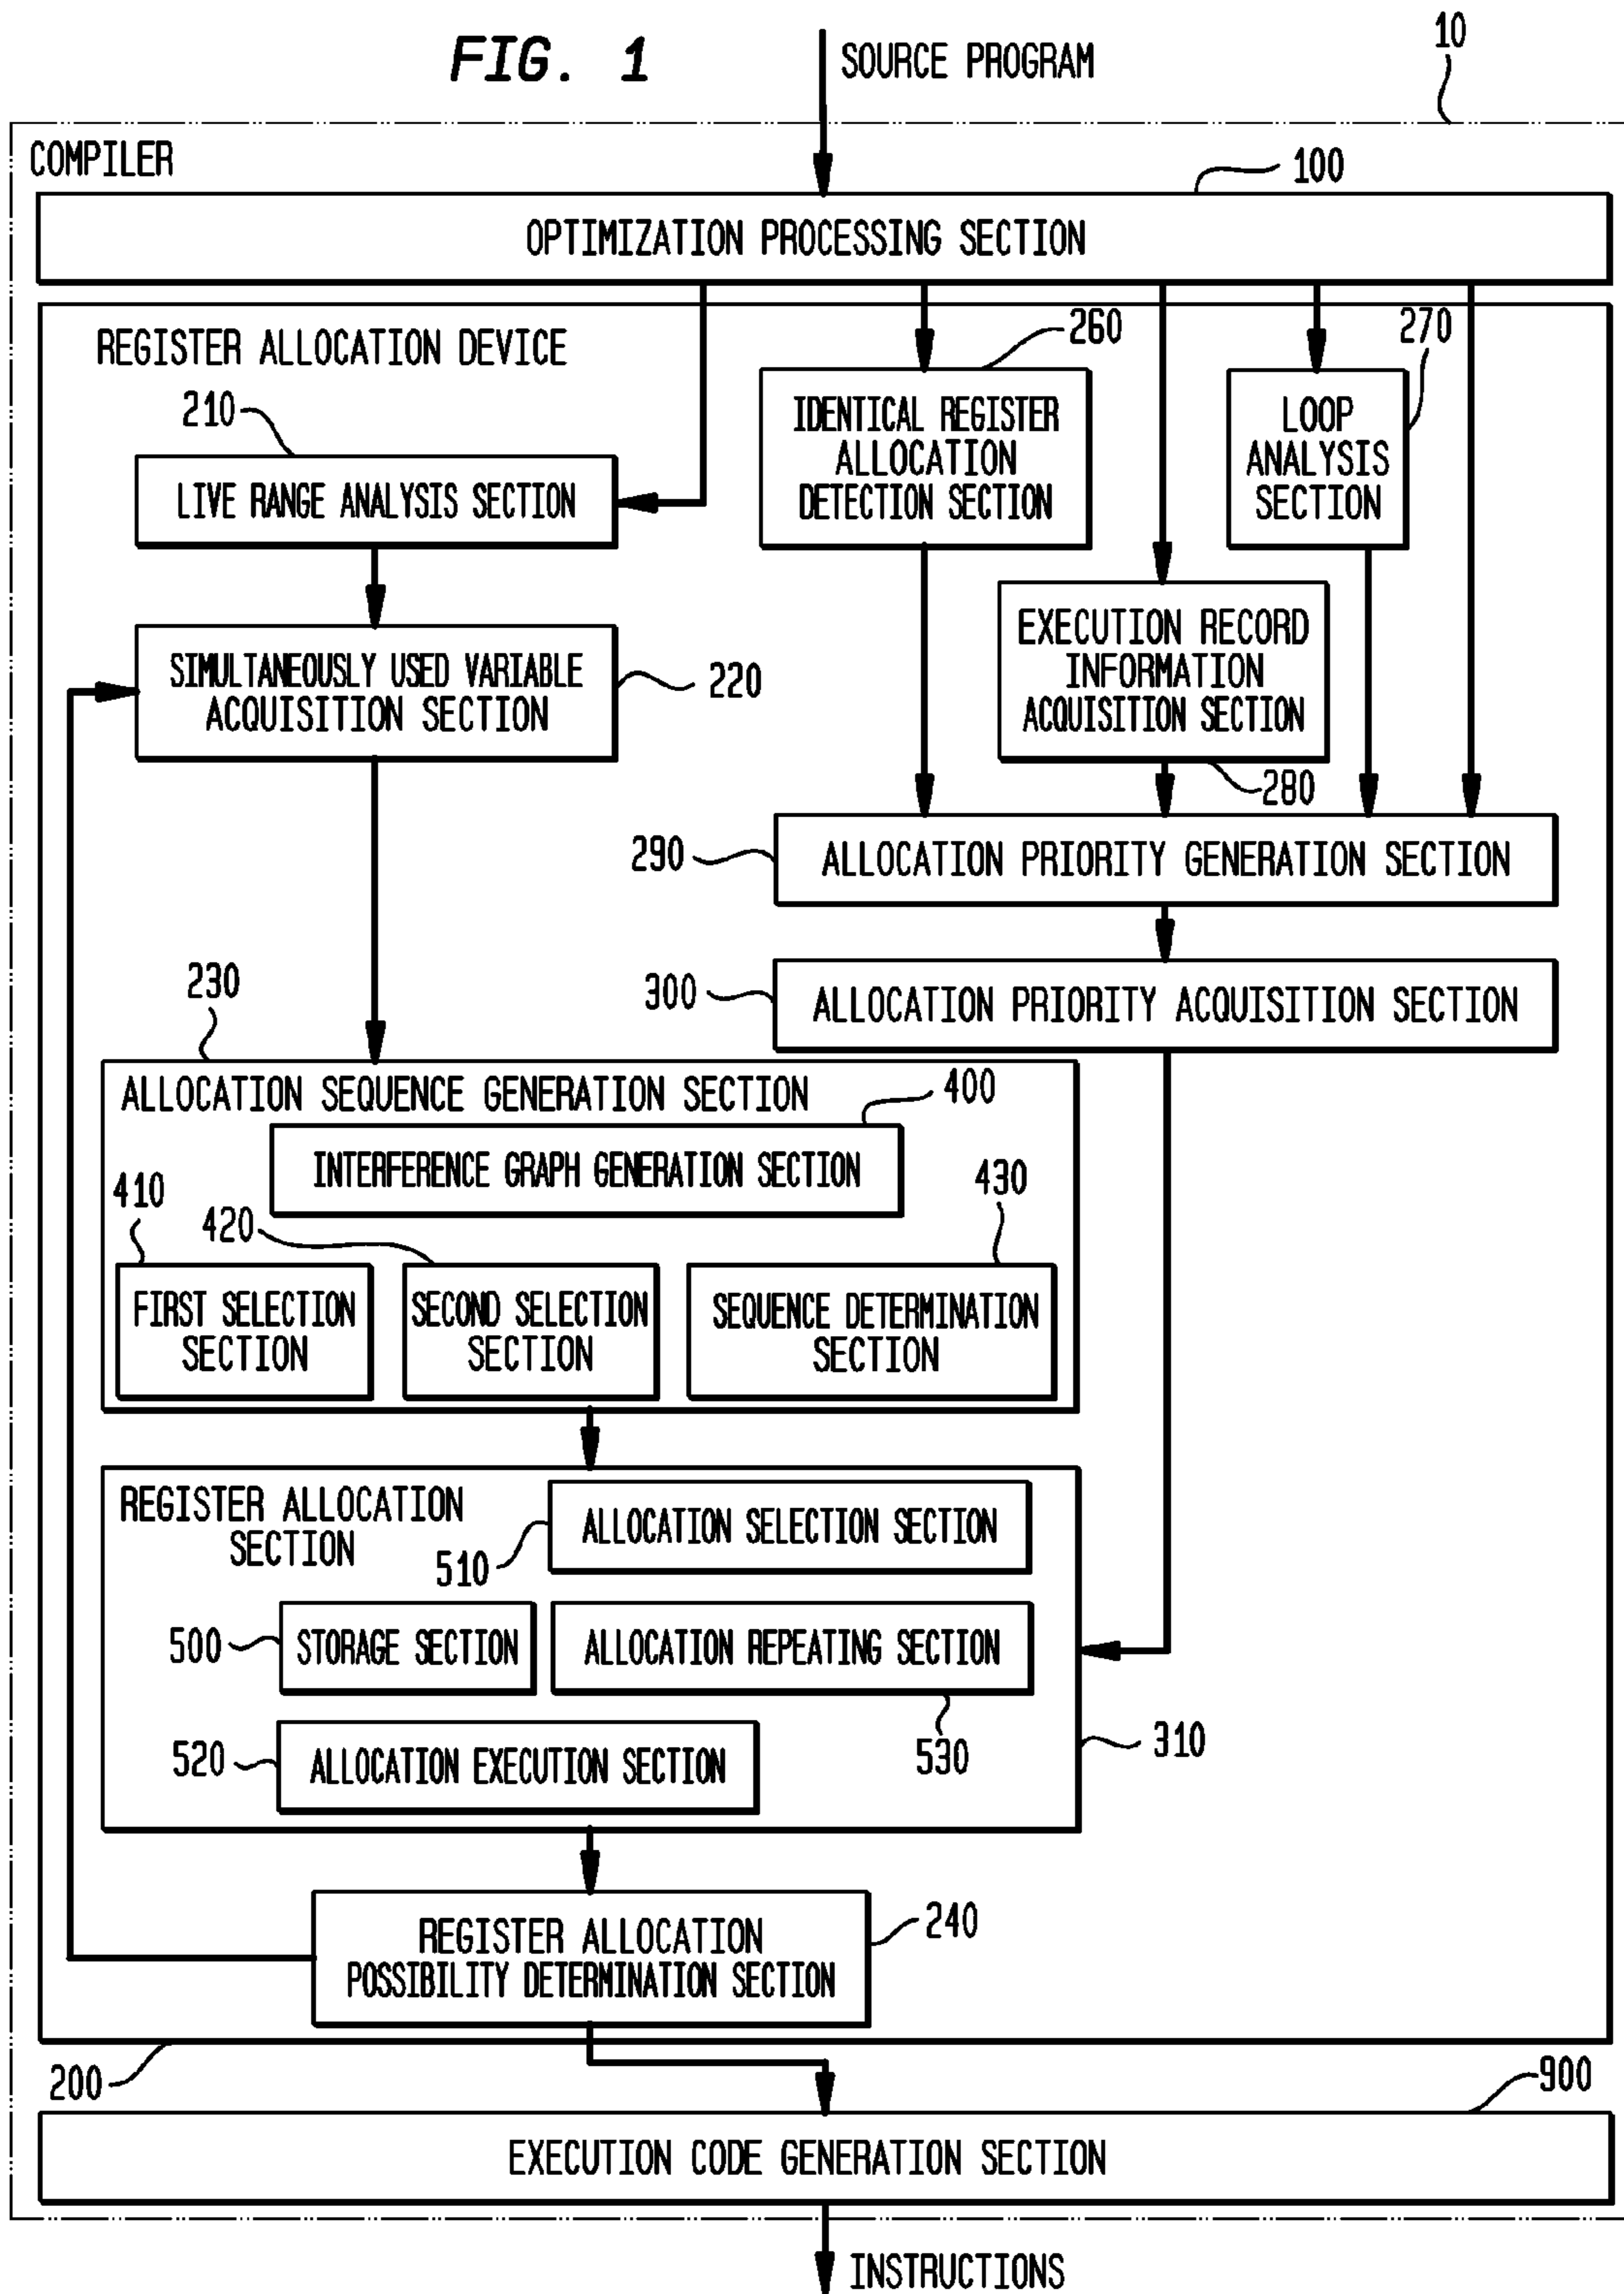 FIG. 1
SOURCE PROGRAM
10
COMPILER
100
OPTIMIZATION PROCESSING SECTION
REGISTER ALLOCATION DEVICE
260
270
210
IDENTICAL REGISTER
ALLOCATION
DETECTION SECTION
LOOP
ANALYSIS
SECTION
LIVE RANGE ANALYSIS SECTION
EXECUTION RECORD
INFORMATION
ACQUISITION SECTION
SIMULTANEOUSLY USED VARIABLE
ACQUISITION SECTION
220
280
290
ALLOCATION PRIORITY GENERATION SECTION
230
300
ALLOCATION PRIORITY ACQUISITION SECTION
ALLOCATION SEQUENCE GENERATION SECTION
400
INTERFERENCE GRAPH GENERATION SECTION
410
420
430
FIRST SELECTION
SECTION
SECOND SELECTION
SECTION
SEQUENCE DETERMINATION
SECTION
REGISTER ALLOCATION
SECTION
510
ALLOCATION SELECTION SECTION
500
STORAGE SECTION
ALLOCATION REPEATING SECTION
520
ALLOCATION EXECUTION SECTION
530
310
REGISTER ALLOCATION
POSSIBILITY DETERMINATION SECTION
240
200
900
EXECUTION CODE GENERATION SECTION
INSTRUCTIONS